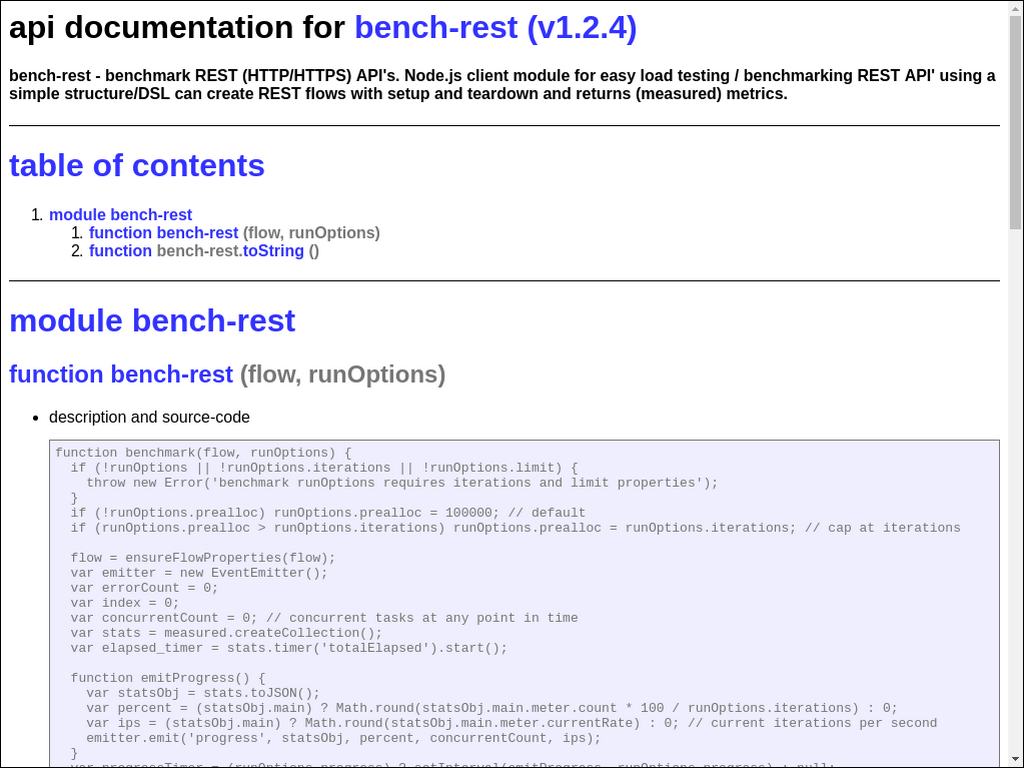 api documentation for bench-rest (v1.2.4)
bench-rest - benchmark REST (HTTP/HTTPS) API's. Node.js client module for easy load testing / benchmarking REST API' using a
simple structure/DSL can create REST flows with setup and teardown and returns (measured) metrics.
table of contents
1. module bench-rest
1. function bench-rest (flow, runOptions)
2. function bench-rest.toString ()
module bench-rest
function bench-rest (flow, runOptions)
• description and source-code
function benchmark(flow, runOptions) {
  if (!runOptions || !runOptions.iterations || !runOptions.limit) {
    throw new Error('benchmark runOptions requires iterations and limit properties');
  }
  if (!runOptions.prealloc) runOptions.prealloc = 100000; // default
  if (runOptions.prealloc > runOptions.iterations) runOptions.prealloc = runOptions.iterations; // cap at iterations
  flow = ensureFlowProperties(flow);
  var emitter = new EventEmitter();
  var errorCount = 0;
  var index = 0;
  var concurrentCount = 0; // concurrent tasks at any point in time
  var stats = measured.createCollection();
  var elapsed_timer = stats.timer('totalElapsed').start();
  function emitProgress() {
    var statsObj = stats.toJSON();
    var percent = (statsObj.main) ? Math.round(statsObj.main.meter.count * 100 / runOptions.iterations) : 0;
    var ips = (statsObj.main) ? Math.round(statsObj.main.meter.currentRate) : 0; // current iterations per second
    emitter.emit('progress', statsObj, percent, concurrentCount, ips);
  }
  var progressTimer = (runOptions.progress) ? setInterval(emitProgress, runOptions.progress) : null;